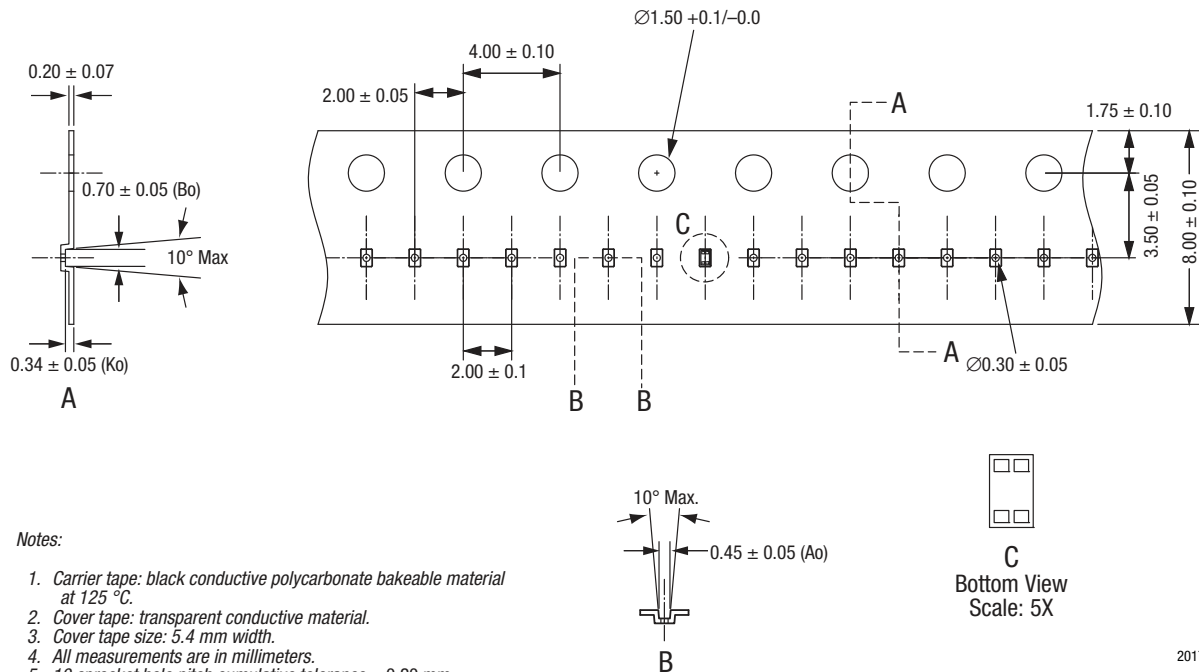 Ø1.50 +0.1/–0.0
4.00 ± 0.10
0.20 ± 0.07
2.00 ± 0.05
A
1.75 ± 0.10
0.70 ± 0.05 (Bo)
C
3.50 ± 0.05
8.00 ± 0.10
10° Max
0.34 ± 0.05 (Ko)
2.00 ± 0.1
A
Ø0.30 ± 0.05
A
B
B
10° Max.
0.45 ± 0.05 (Ao)
B
C
Bottom View
Scale: 5X
Notes:
1. Carrier tape: black conductive polycarbonate bakeable material
at 125 °C.
2. Cover tape: transparent conductive material.
3. Cover tape size: 5.4 mm width.
4. All measurements are in millimeters.
201